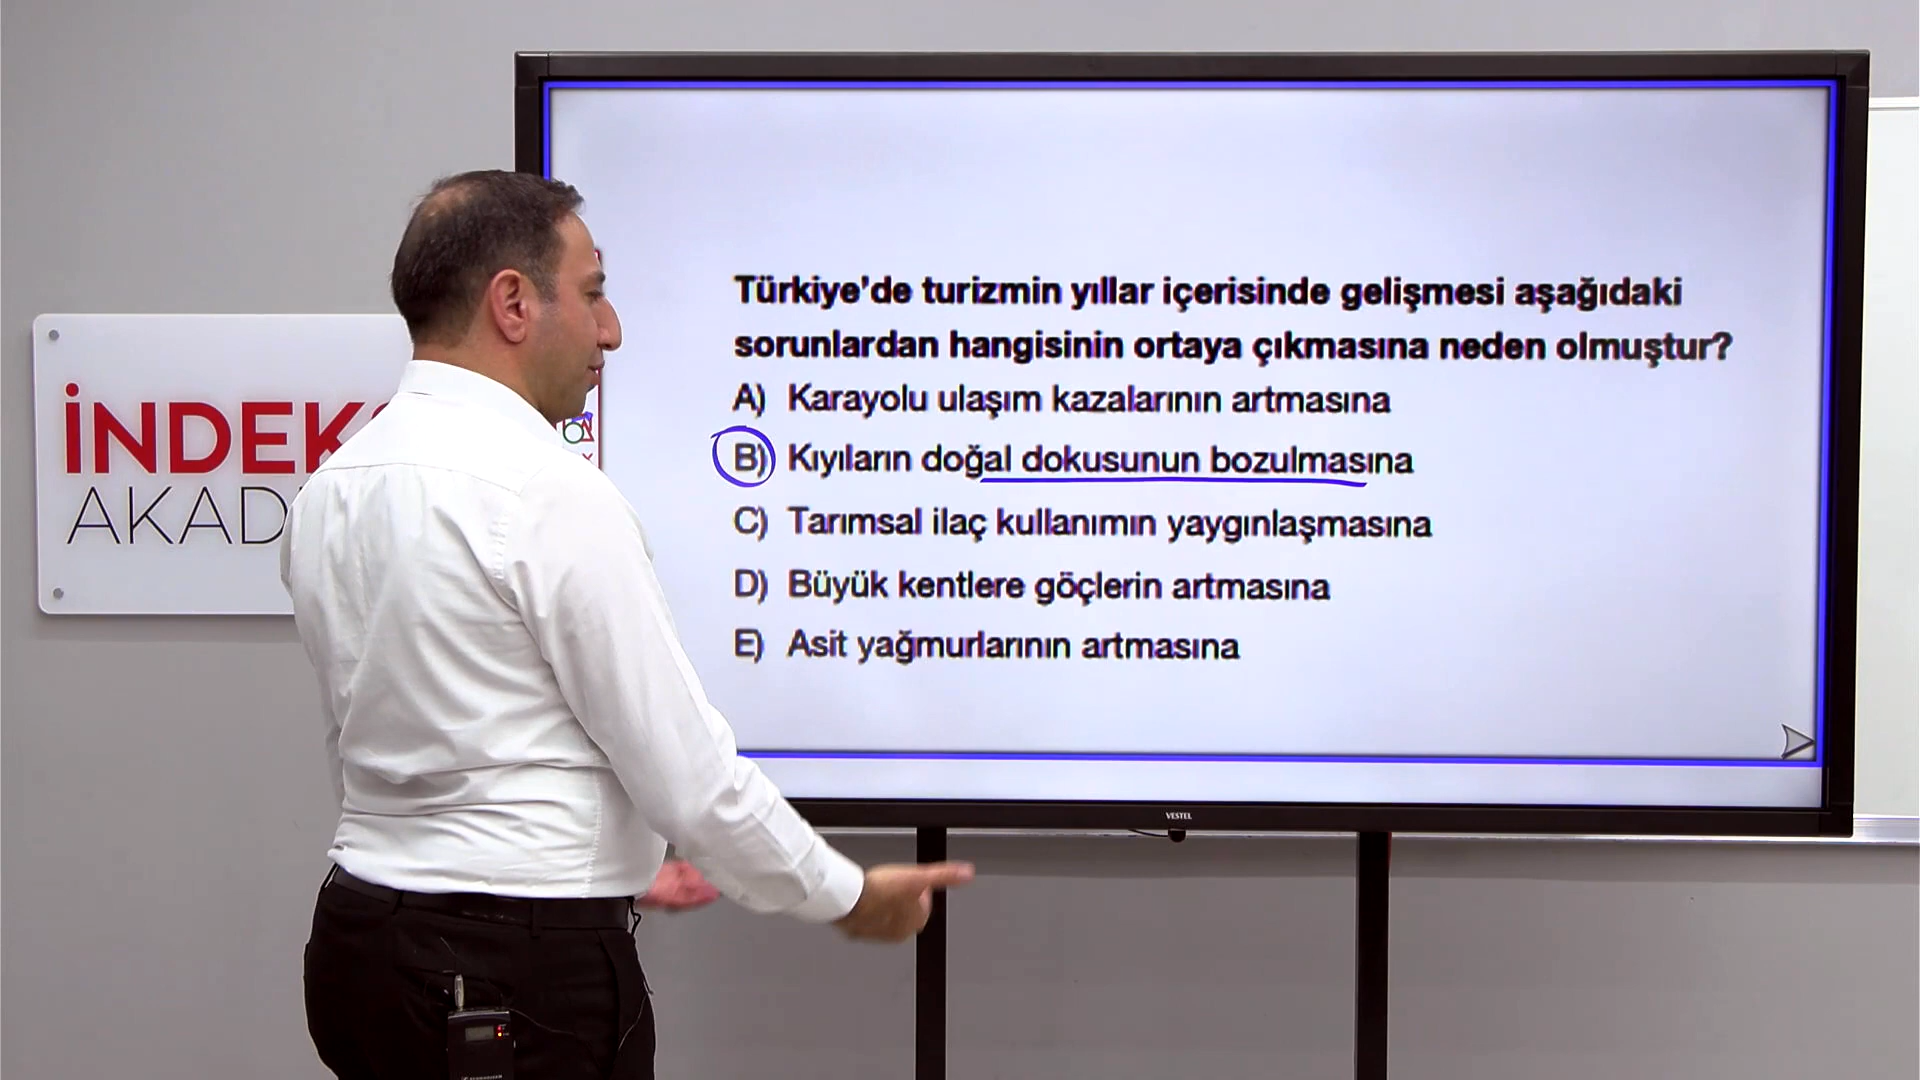 Türkiye'de turizmin yıllar içerisinde gelişmesi aşağıdaki
sorunlardan hangisinin ortaya çıkmasına neden olmuştur?
A) Karayolu ulaşım kazalarının artmasına
B) Kıyıların doğal dokusunun bozulmasına
C) Tarımsal ilaç kullanımın yaygınlaşmasına
D) Büyük kentlere göçlerin artmasına
E) Asit yağmurlarının artmasına
VESTEL
İNDEK
AKAD